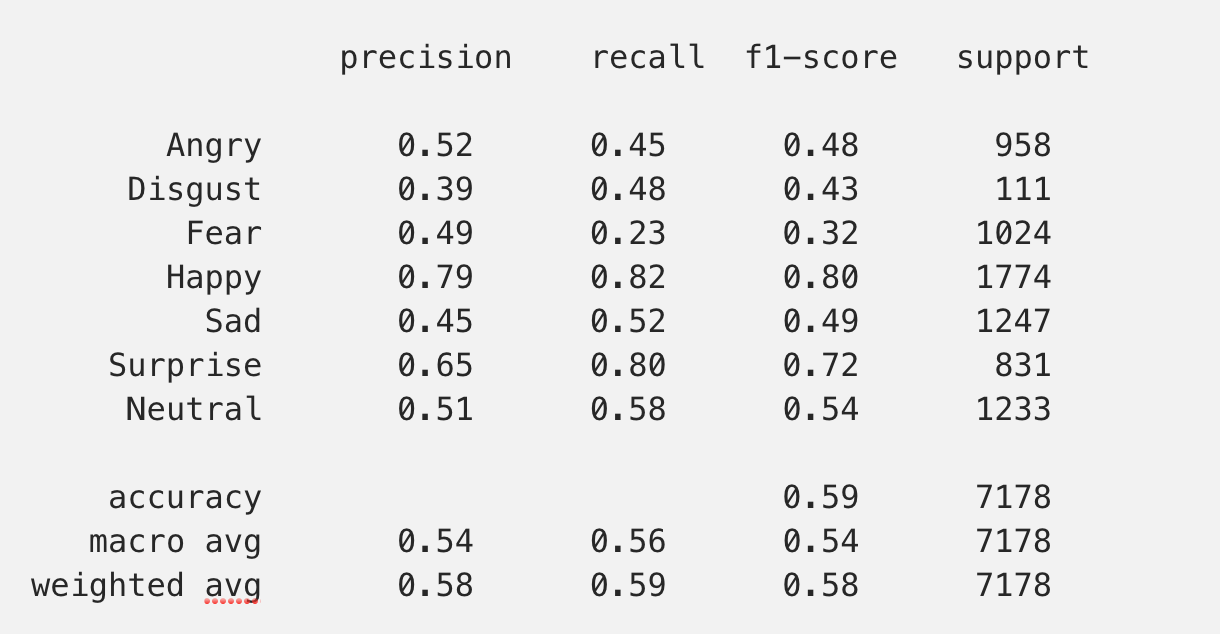 precision recall f1-score support
Angry 0.52 0.45 0.48 958
Disgust 0.39 0.48 0.43 111
Fear 0.49 0.23 0.32 1024
Happy 0.79 0.82 0.80 1774
Sad 0.45 0.52 0.49 1247
Surprise 0.65 0.80 0.72 831
Neutral 0.51 0.58 0.54 1233
accuracy 0.59 7178
macro avg 0.54 0.56 0.54 7178
weighted avg 0.58 0.59 0.58 7178